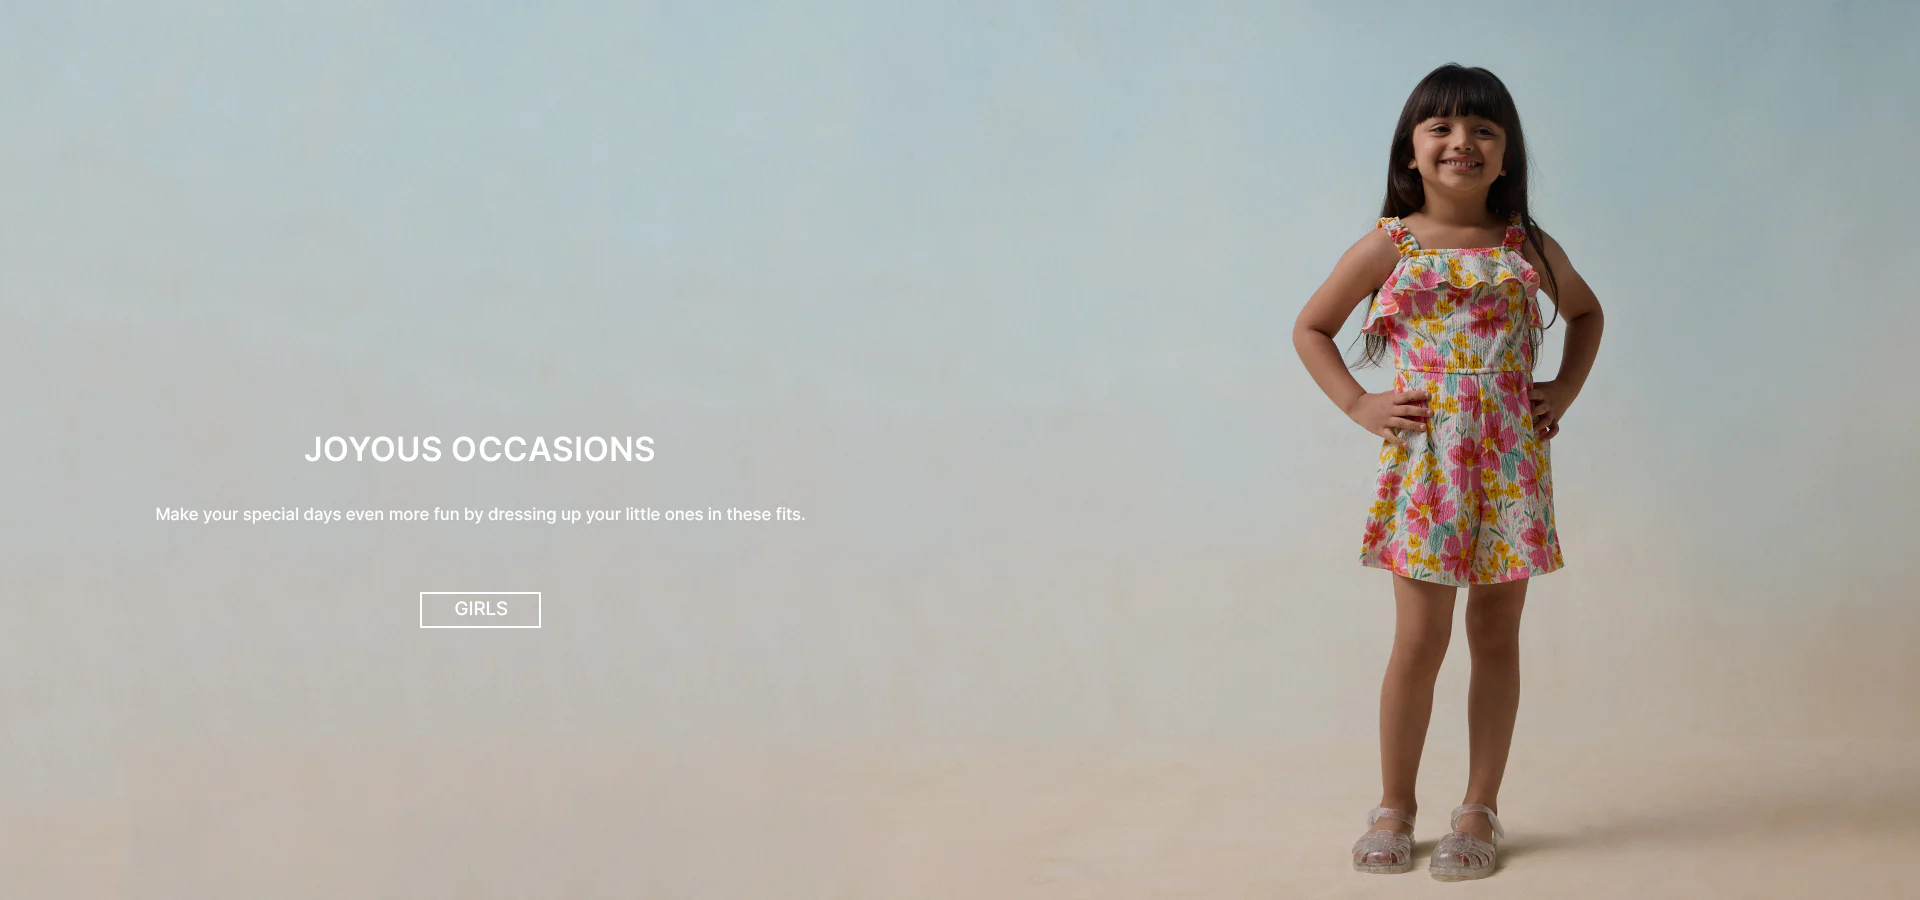 JOYOUS OCCASIONS
Make your special days even more fun by dressing up your little ones in these fits.
GIRLS